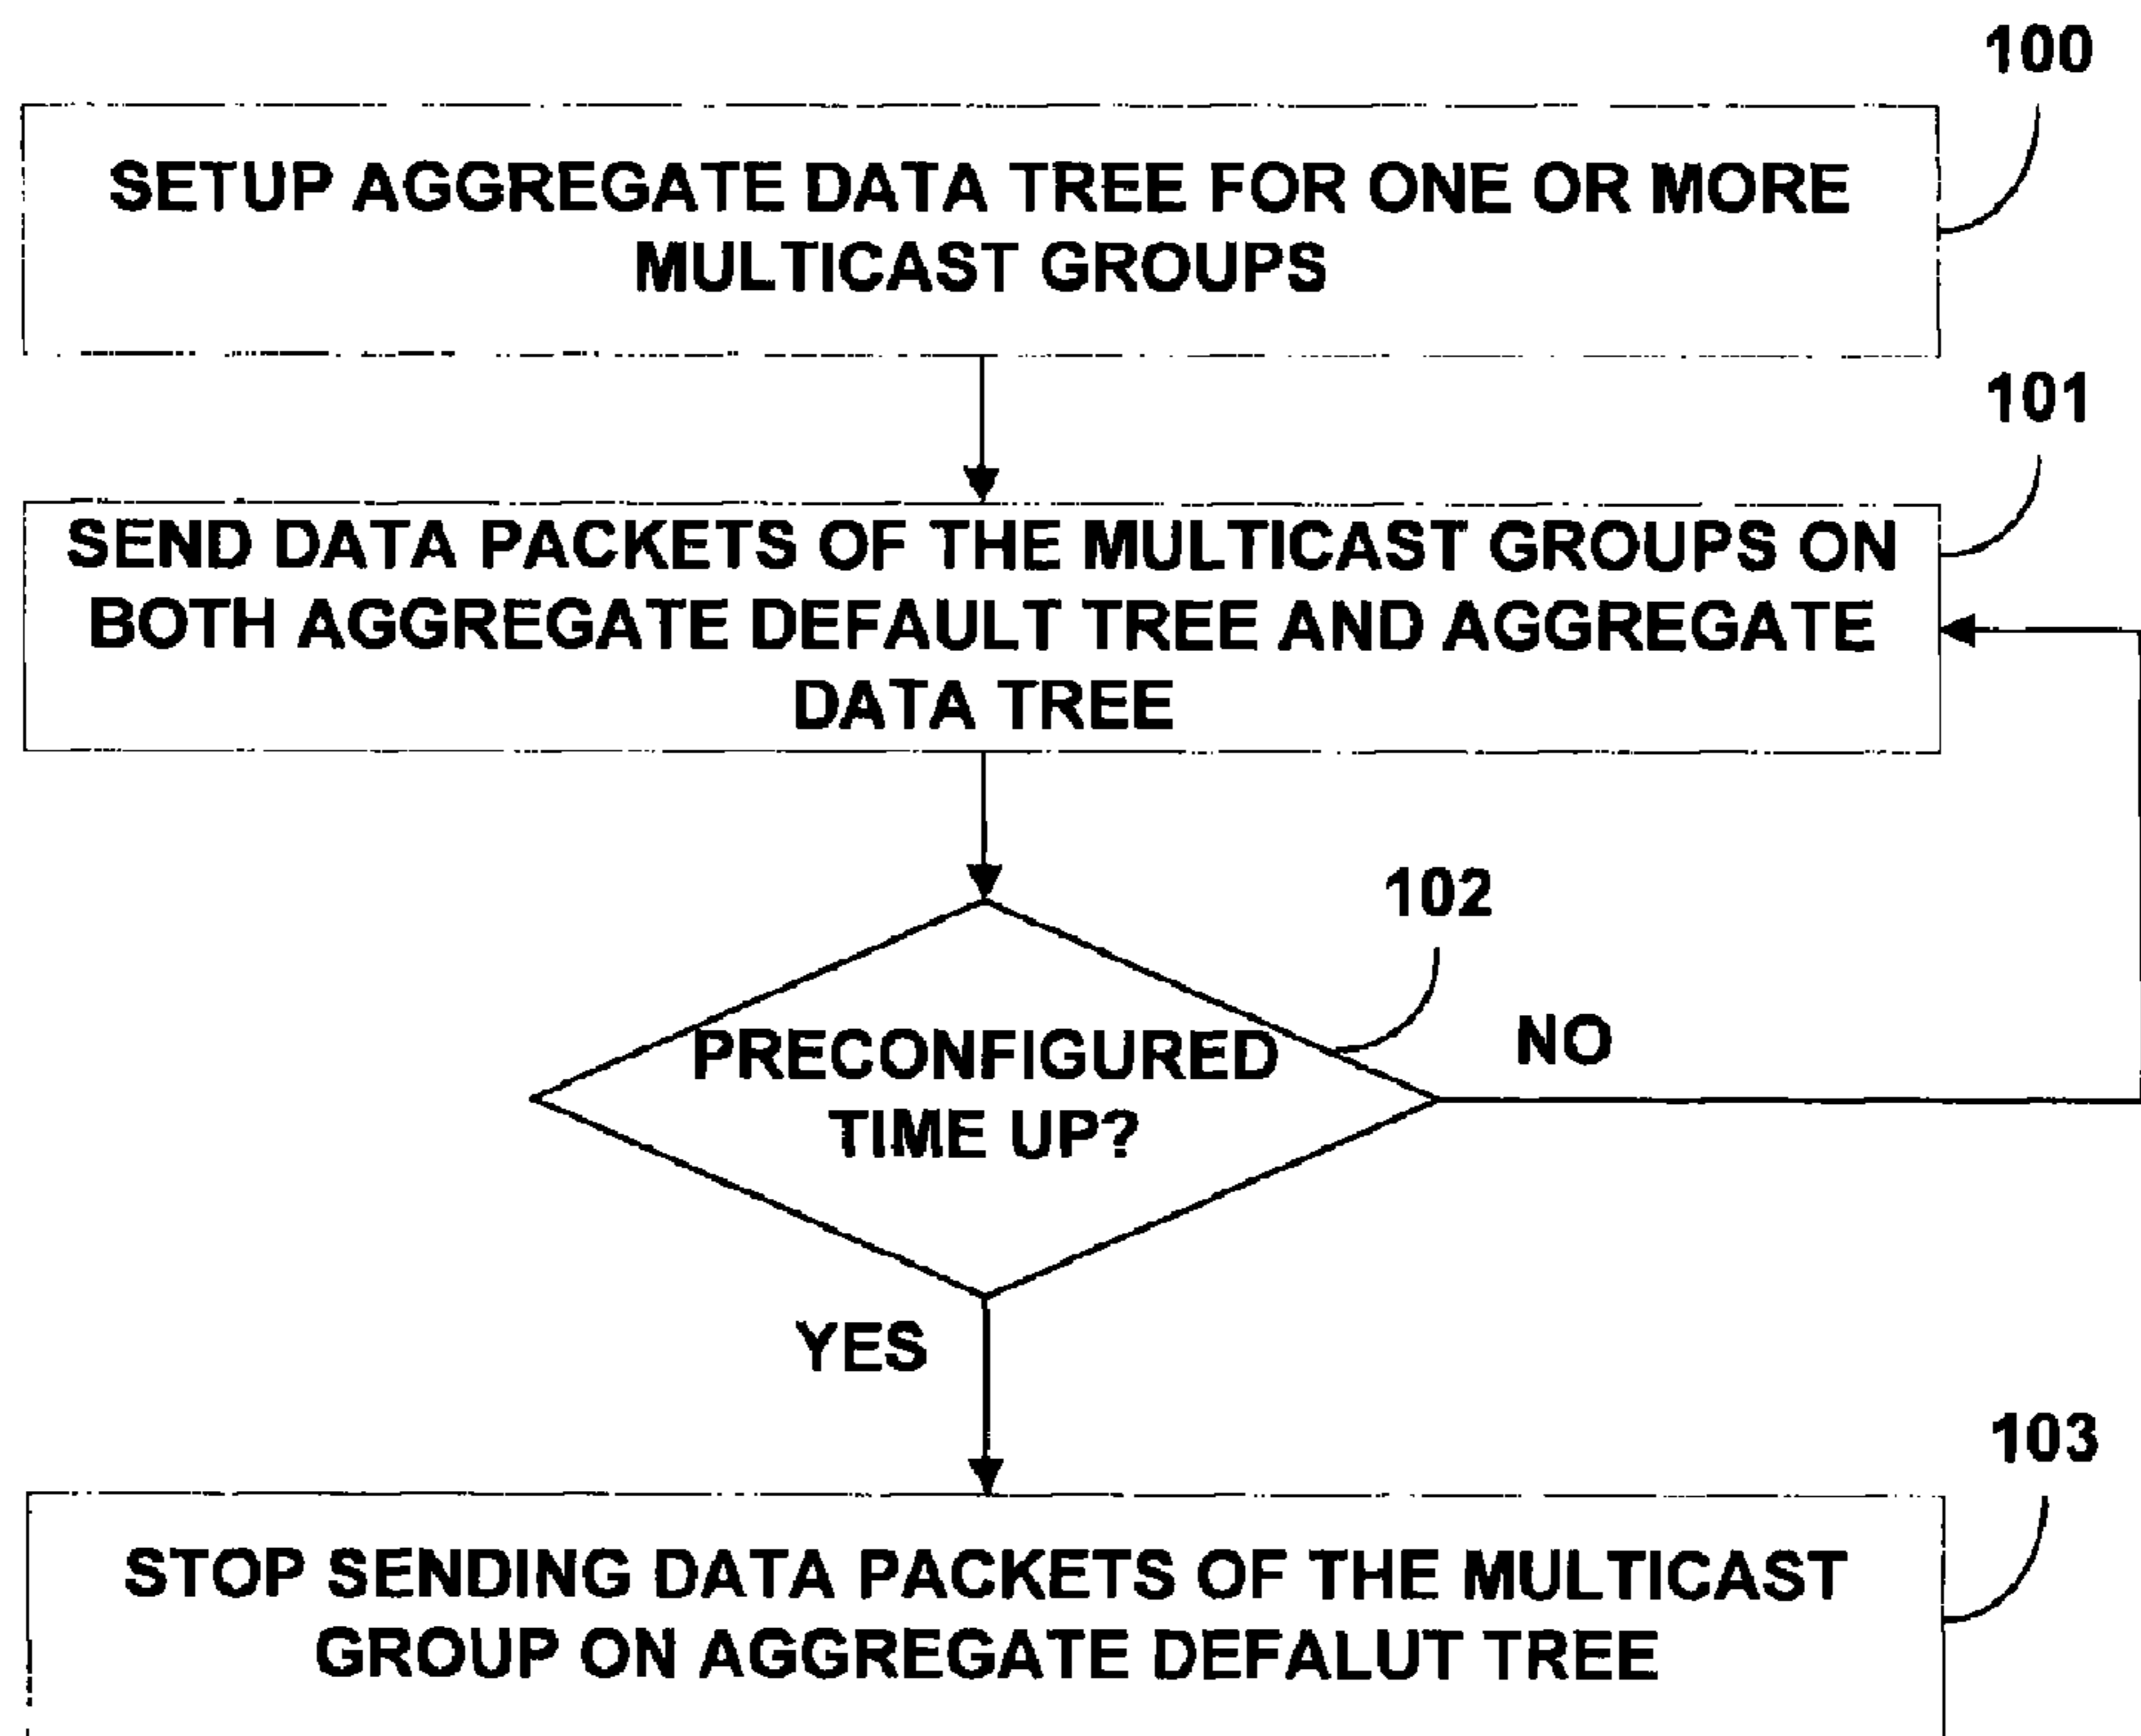 100
SETUP AGGREGATE DATA TREE FOR ONE OR MORE
MULTICAST GROUPS
101
SEND DATA PACKETS OF THE MULTICAST GROUPS ON
BOTH AGGREGATE DEFAULT TREE AND AGGREGATE
DATA TREE
102
PRECONFIGURED
TIME UP?
NO
YES
103
STOP SENDING DATA PACKETS OF THE MULTICAST
GROUP ON AGGREGATE DEFALUT TREE